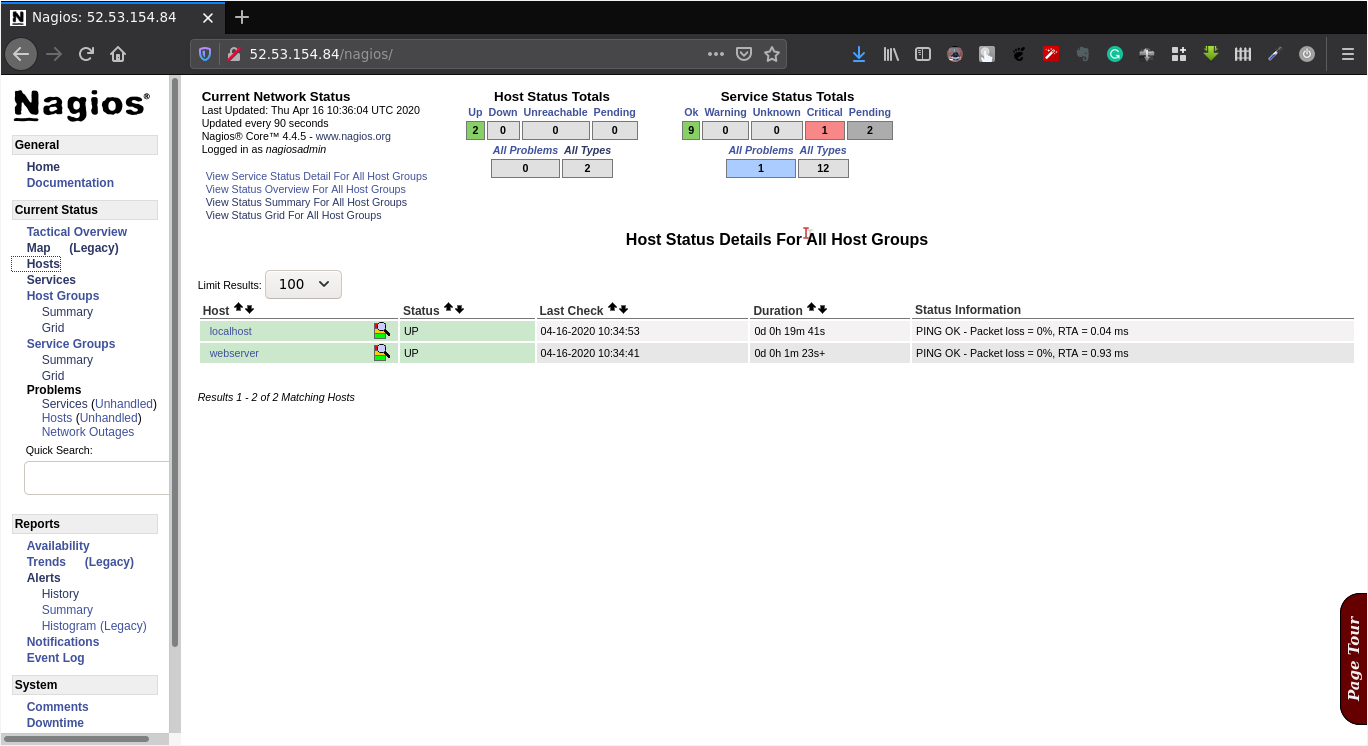 Nagios: 52.53.154.84
52.53.154.84/nagios/
Nagios®
General
Home
Documentation
Current Status
Tactical Overview
Map (Legacy)
Hosts
Services
Host Groups
Summary
Grid
Service Groups
Summary
Grid
Problems
Services (Unhandled)
Hosts (Unhandled)
Network Outages
Quick Search:
Reports
Availability
Trends (Legacy)
Alerts
History
Summary
Histogram (Legacy)
Notifications
Event Log
System
Comments
Downtime
Current Network Status
Last Updated: Thu Apr 16 10:36:04 UTC 2020
Updated every 90 seconds
Nagios® Core™ 4.4.5 - www.nagios.org
Logged in as nagiosadmin
View Service Status Detail For All Host Groups
View Status Overview For All Host Groups
View Status Summary For All Host Groups
View Status Grid For All Host Groups
Host Status Totals
Up Down Unreachable Pending
2 0 0 0
All Problems All Types
0 2
Service Status Totals
Ok Warning Unknown Critical Pending
9 0 0 1 2
All Problems All Types
1 12
Host Status Details For All Host Groups
Limit Results: 100
Host Status Last Check Duration Status Information
localhost UP 04-16-2020 10:34:53 0d 0h 19m 41s PING OK - Packet loss = 0%, RTA = 0.04 ms
webserver UP 04-16-2020 10:34:41 0d 0h 1m 23s+ PING OK - Packet loss = 0%, RTA = 0.93 ms
Results 1 - 2 of 2 Matching Hosts
Page Tour